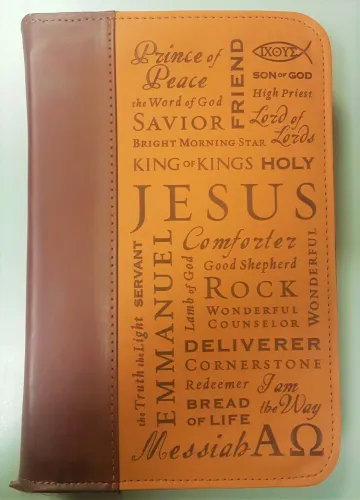 Prince of
Peace
FRIEND
ΙΧΘΥΣ
SON OF GOD
the Word of God
High Priest
SAVIOR
Lord of
Lords
BRIGHT MORNING STAR
KING OF KINGS HOLY
JESUS
Comforter
Good Shepherd
ROCK
WONDERFUL
COUNSELOR
WONDERFUL
SERVANT
EMMANUEL
Lamb of God
the Truth the Light
DELIVERER
CORNERSTONE
Redeemer
I am
the Way
BREAD
OF LIFE
Messiah
ΑΩ